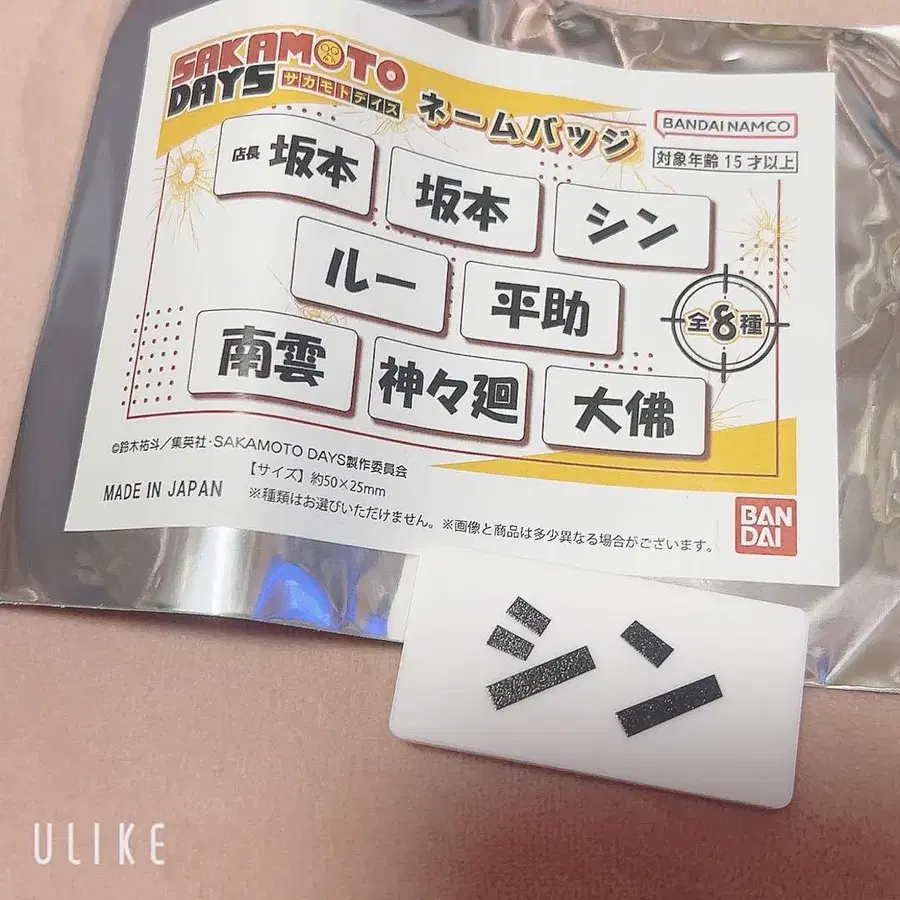 SAKAMOTO
DAYS
サカモトデイズ
ネームバッジ
BANDAI NAMCO
対象年齢15才以上
店長 坂本
坂本
シン
ルー
平助
全8種
南雲
神々廻
大佛
©鈴木祐斗/集英社・SAKAMOTO DAYS製作委員会
【サイズ】約50×25mm
MADE IN JAPAN
※種類はお選びいただけません。※画像と商品は多少異なる場合がございます。
BAN
DAI
シン
ULIKE